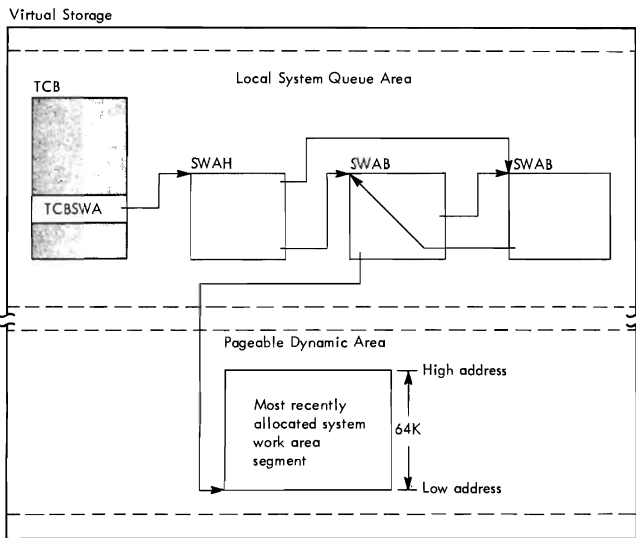 Virtual Storage
Local System Queue Area
TCB
SWAH
SWAB
SWAB
TCBSWA
Pageable Dynamic Area
High address
Most recently
allocated system
work area
segment
64K
Low address